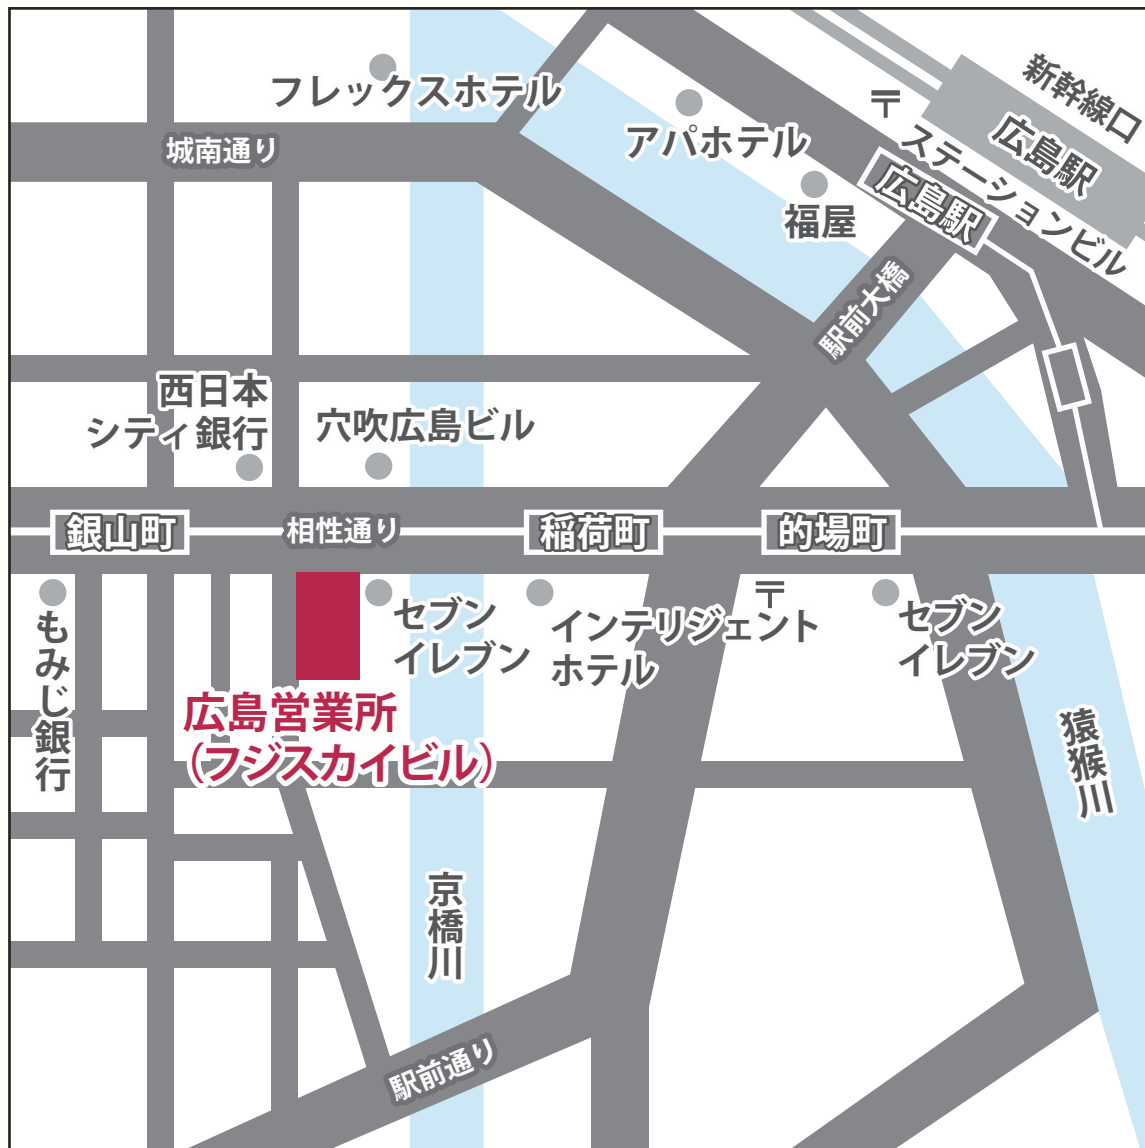 新幹線口
広島駅
〒
ステーションビル
広島駅
フレックスホテル
アパホテル
福屋
城南通り
駅前大橋
西日本
シティ銀行
穴吹広島ビル
銀山町
相性通り
稲荷町
的場町
もみじ銀行
セブン
イレブン
インテリジェント
ホテル
〒
セブン
イレブン
広島営業所
（フジスカイビル）
猿猴川
京橋川
駅前通り